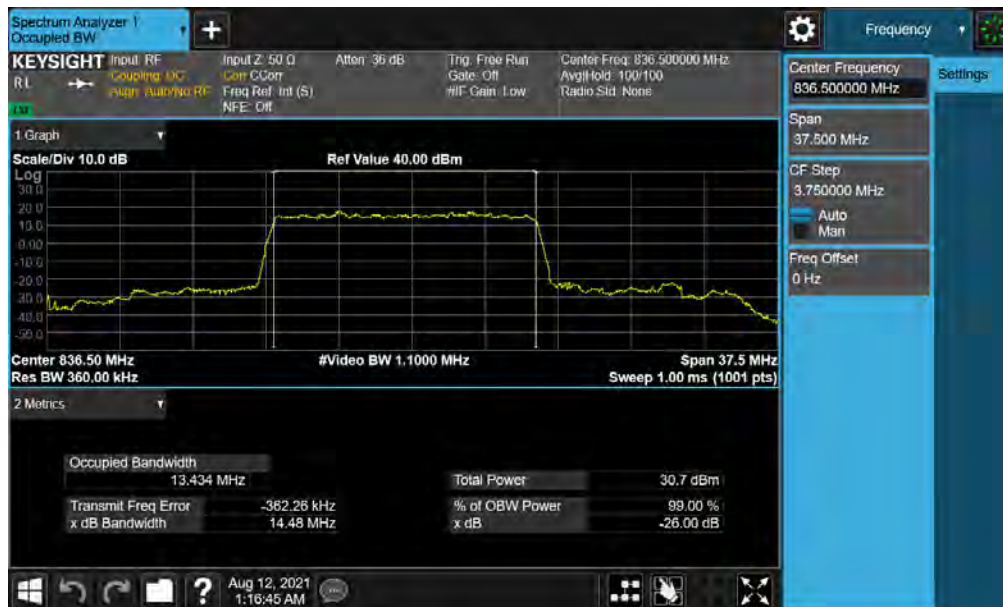 Spectrum Analyzer 1
Occupied BW
+
Frequency
KEYSIGHT
Input: RF
Input Z: 50 Ω
Atten: 36 dB
Trig: Free Run
Center Freq: 836.500000 MHz
RL
Coupling: DC
Corr CCorr
Gate: Off
Avg|Hold: 100/100
Align: Auto/No RF
Freq Ref: Int (S)
#IF Gain: Low
Radio Std: None
NFE: Off
Center Frequency
836.500000 MHz
Settings
Span
37.500 MHz
CF Step
3.750000 MHz
Auto
Man
Freq Offset
0 Hz
1 Graph
Scale/Div 10.0 dB
Ref Value 40.00 dBm
Log
30.0
20.0
10.0
0.00
-10.0
-20.0
-30.0
-40.0
-50.0
Center 836.50 MHz
#Video BW 1.1000 MHz
Span 37.5 MHz
Res BW 360.00 kHz
Sweep 1.00 ms (1001 pts)
2 Metrics
Occupied Bandwidth
13.434 MHz
Total Power
30.7 dBm
Transmit Freq Error
-362.26 kHz
% of OBW Power
99.00 %
x dB Bandwidth
14.48 MHz
x dB
-26.00 dB
?
Aug 12, 2021
1:16:45 AM